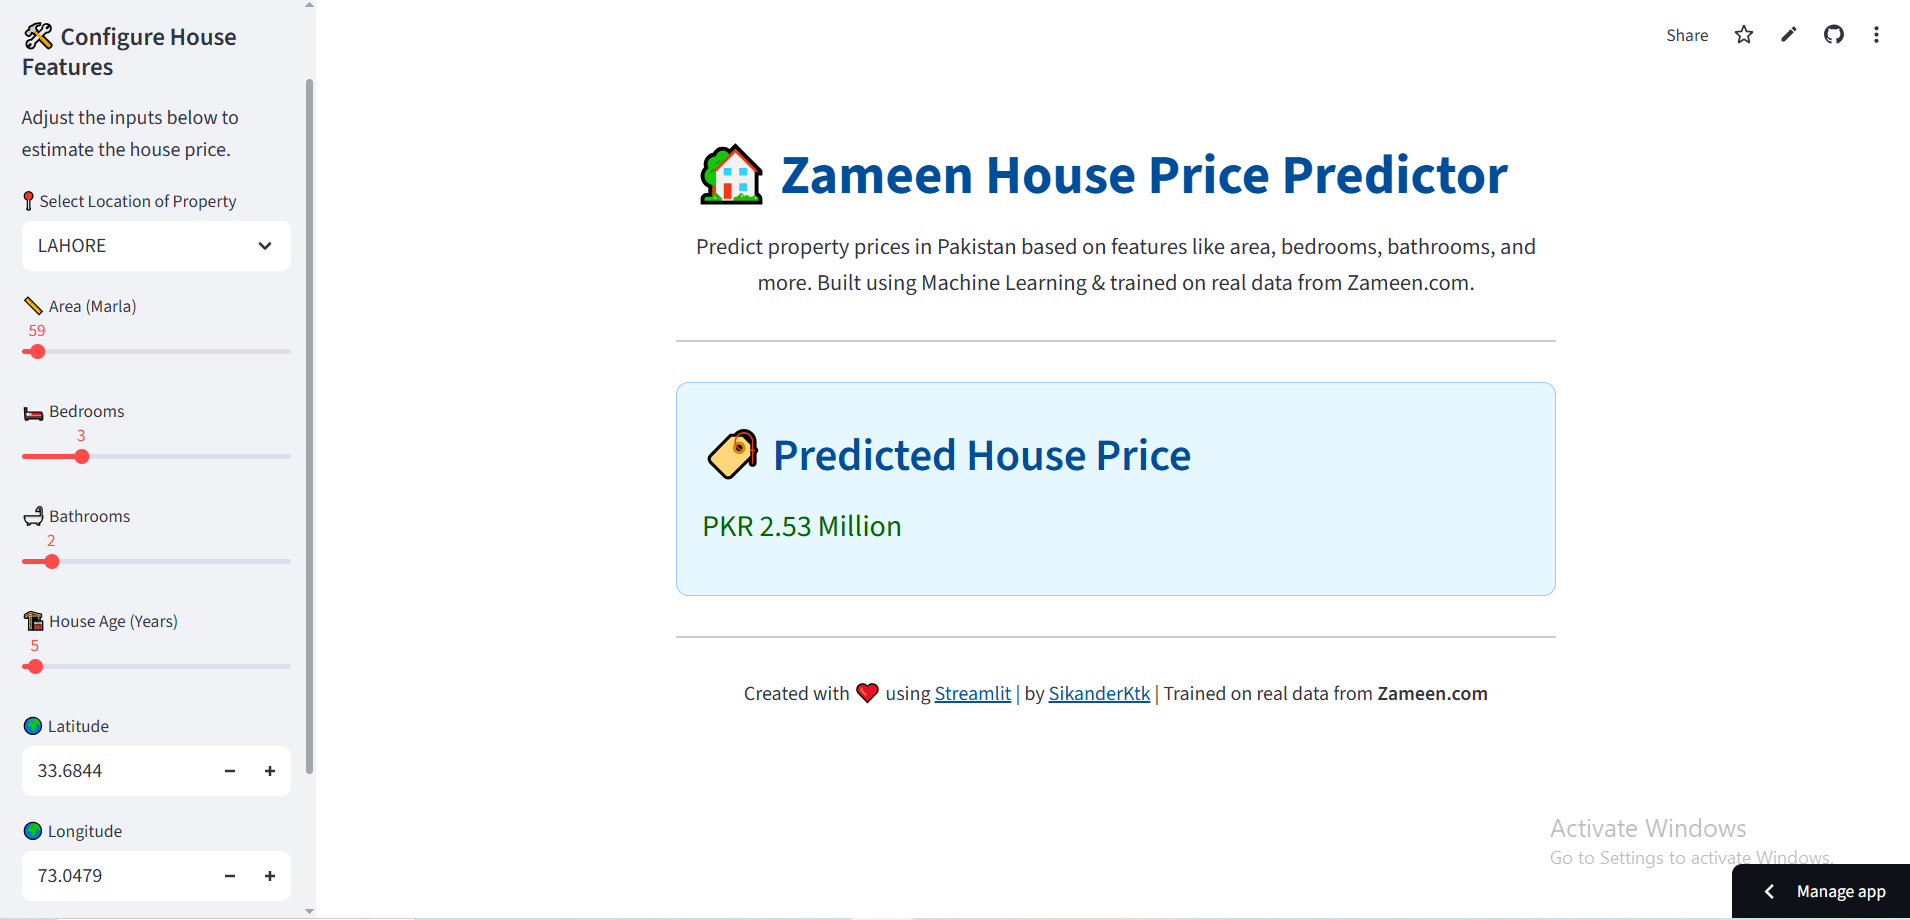 Configure House
Features
Adjust the inputs below to
estimate the house price.
Select Location of Property
LAHORE
Area (Marla)
59
Bedrooms
3
Bathrooms
2
House Age (Years)
5
Latitude
33.6844
Longitude
73.0479
Share
Zameen House Price Predictor
Predict property prices in Pakistan based on features like area, bedrooms, bathrooms, and
more. Built using Machine Learning & trained on real data from Zameen.com.
Predicted House Price
PKR 2.53 Million
Created with ❤️ using Streamlit | by SikanderKtk | Trained on real data from Zameen.com
Activate Windows
Go to Settings to activate Windows.
Manage app